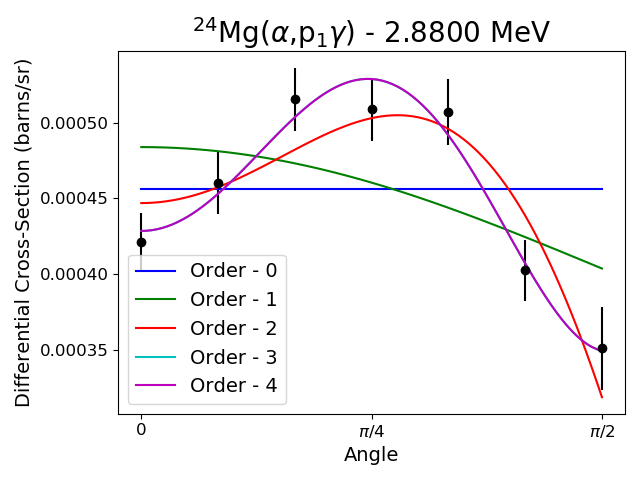 ²⁴Mg(α,p₁γ) - 2.8800 MeV
Differential Cross-Section (barns/sr)
0.00050
0.00045
0.00040
0.00035
Order - 0
Order - 1
Order - 2
Order - 3
Order - 4
0
π/4
π/2
Angle